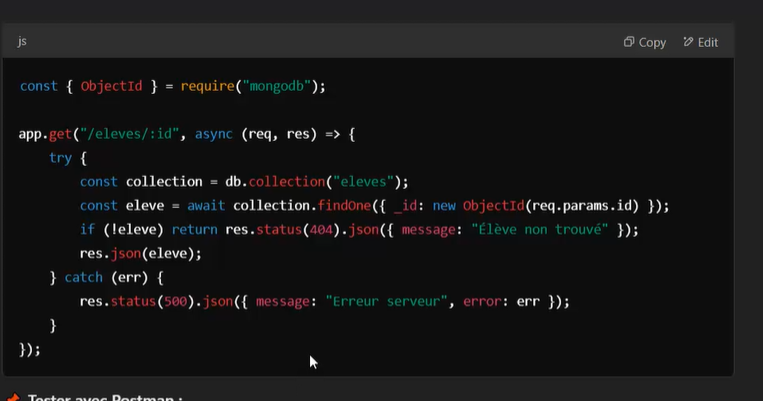 js
Copy
Edit
const { ObjectId } = require("mongodb");
app.get("/eleves/:id", async (req, res) => {
try {
const collection = db.collection("eleves");
const eleve = await collection.findOne({ _id: new ObjectId(req.params.id) });
if (!eleve) return res.status(404).json({ message: "Élève non trouvé" });
res.json(eleve);
} catch (err) {
res.status(500).json({ message: "Erreur serveur", error: err });
}
});
Tester avec Postman :